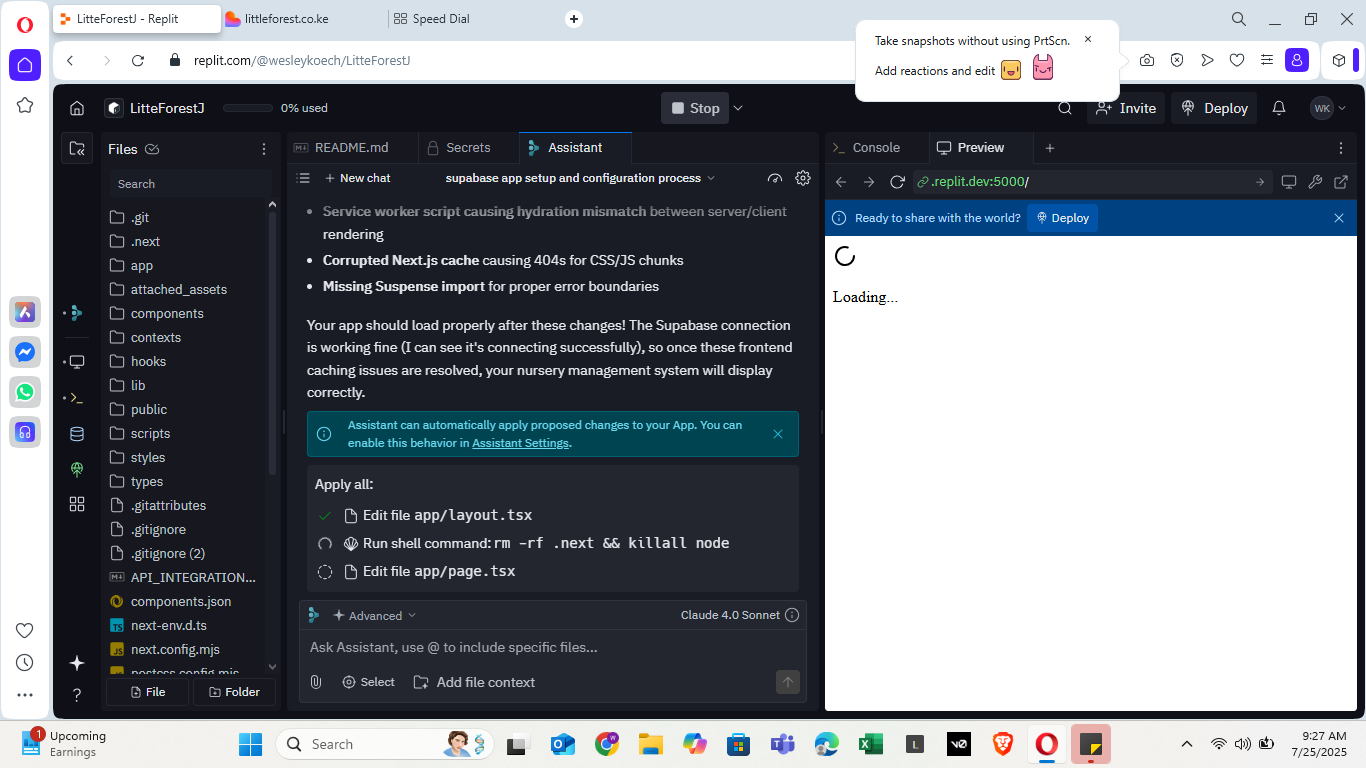 LitteForestJ - Replit
littleforest.co.ke
Speed Dial
Take snapshots without using PrtScn.
Add reactions and edit
replit.com/@wesleykoech/LitteForestJ
LitteForestJ
0% used
Stop
Invite
Deploy
WK
Files
README.md
Secrets
Assistant
Console
Preview
Search
New chat
supabase app setup and configuration process
.replit.dev:5000/
Ready to share with the world?
Deploy
.git
.next
app
attached_assets
components
contexts
hooks
lib
public
scripts
styles
types
.gitattributes
.gitignore
.gitignore (2)
API_INTEGRATION...
components.json
next-env.d.ts
next.config.mjs
postcss.config.mjs
File
Folder
• Service worker script causing hydration mismatch between server/client
rendering
• Corrupted Next.js cache causing 404s for CSS/JS chunks
• Missing Suspense import for proper error boundaries
Your app should load properly after these changes! The Supabase connection
is working fine (I can see it's connecting successfully), so once these frontend
caching issues are resolved, your nursery management system will display
correctly.
Assistant can automatically apply proposed changes to your App. You can
enable this behavior in Assistant Settings.
Apply all:
Edit file app/layout.tsx
Run shell command: rm -rf .next && killall node
Edit file app/page.tsx
Advanced
Claude 4.0 Sonnet
Ask Assistant, use @ to include specific files...
Select
Add file context
Loading...
1
Upcoming
Earnings
Search
L
v0
9:27 AM
7/25/2025